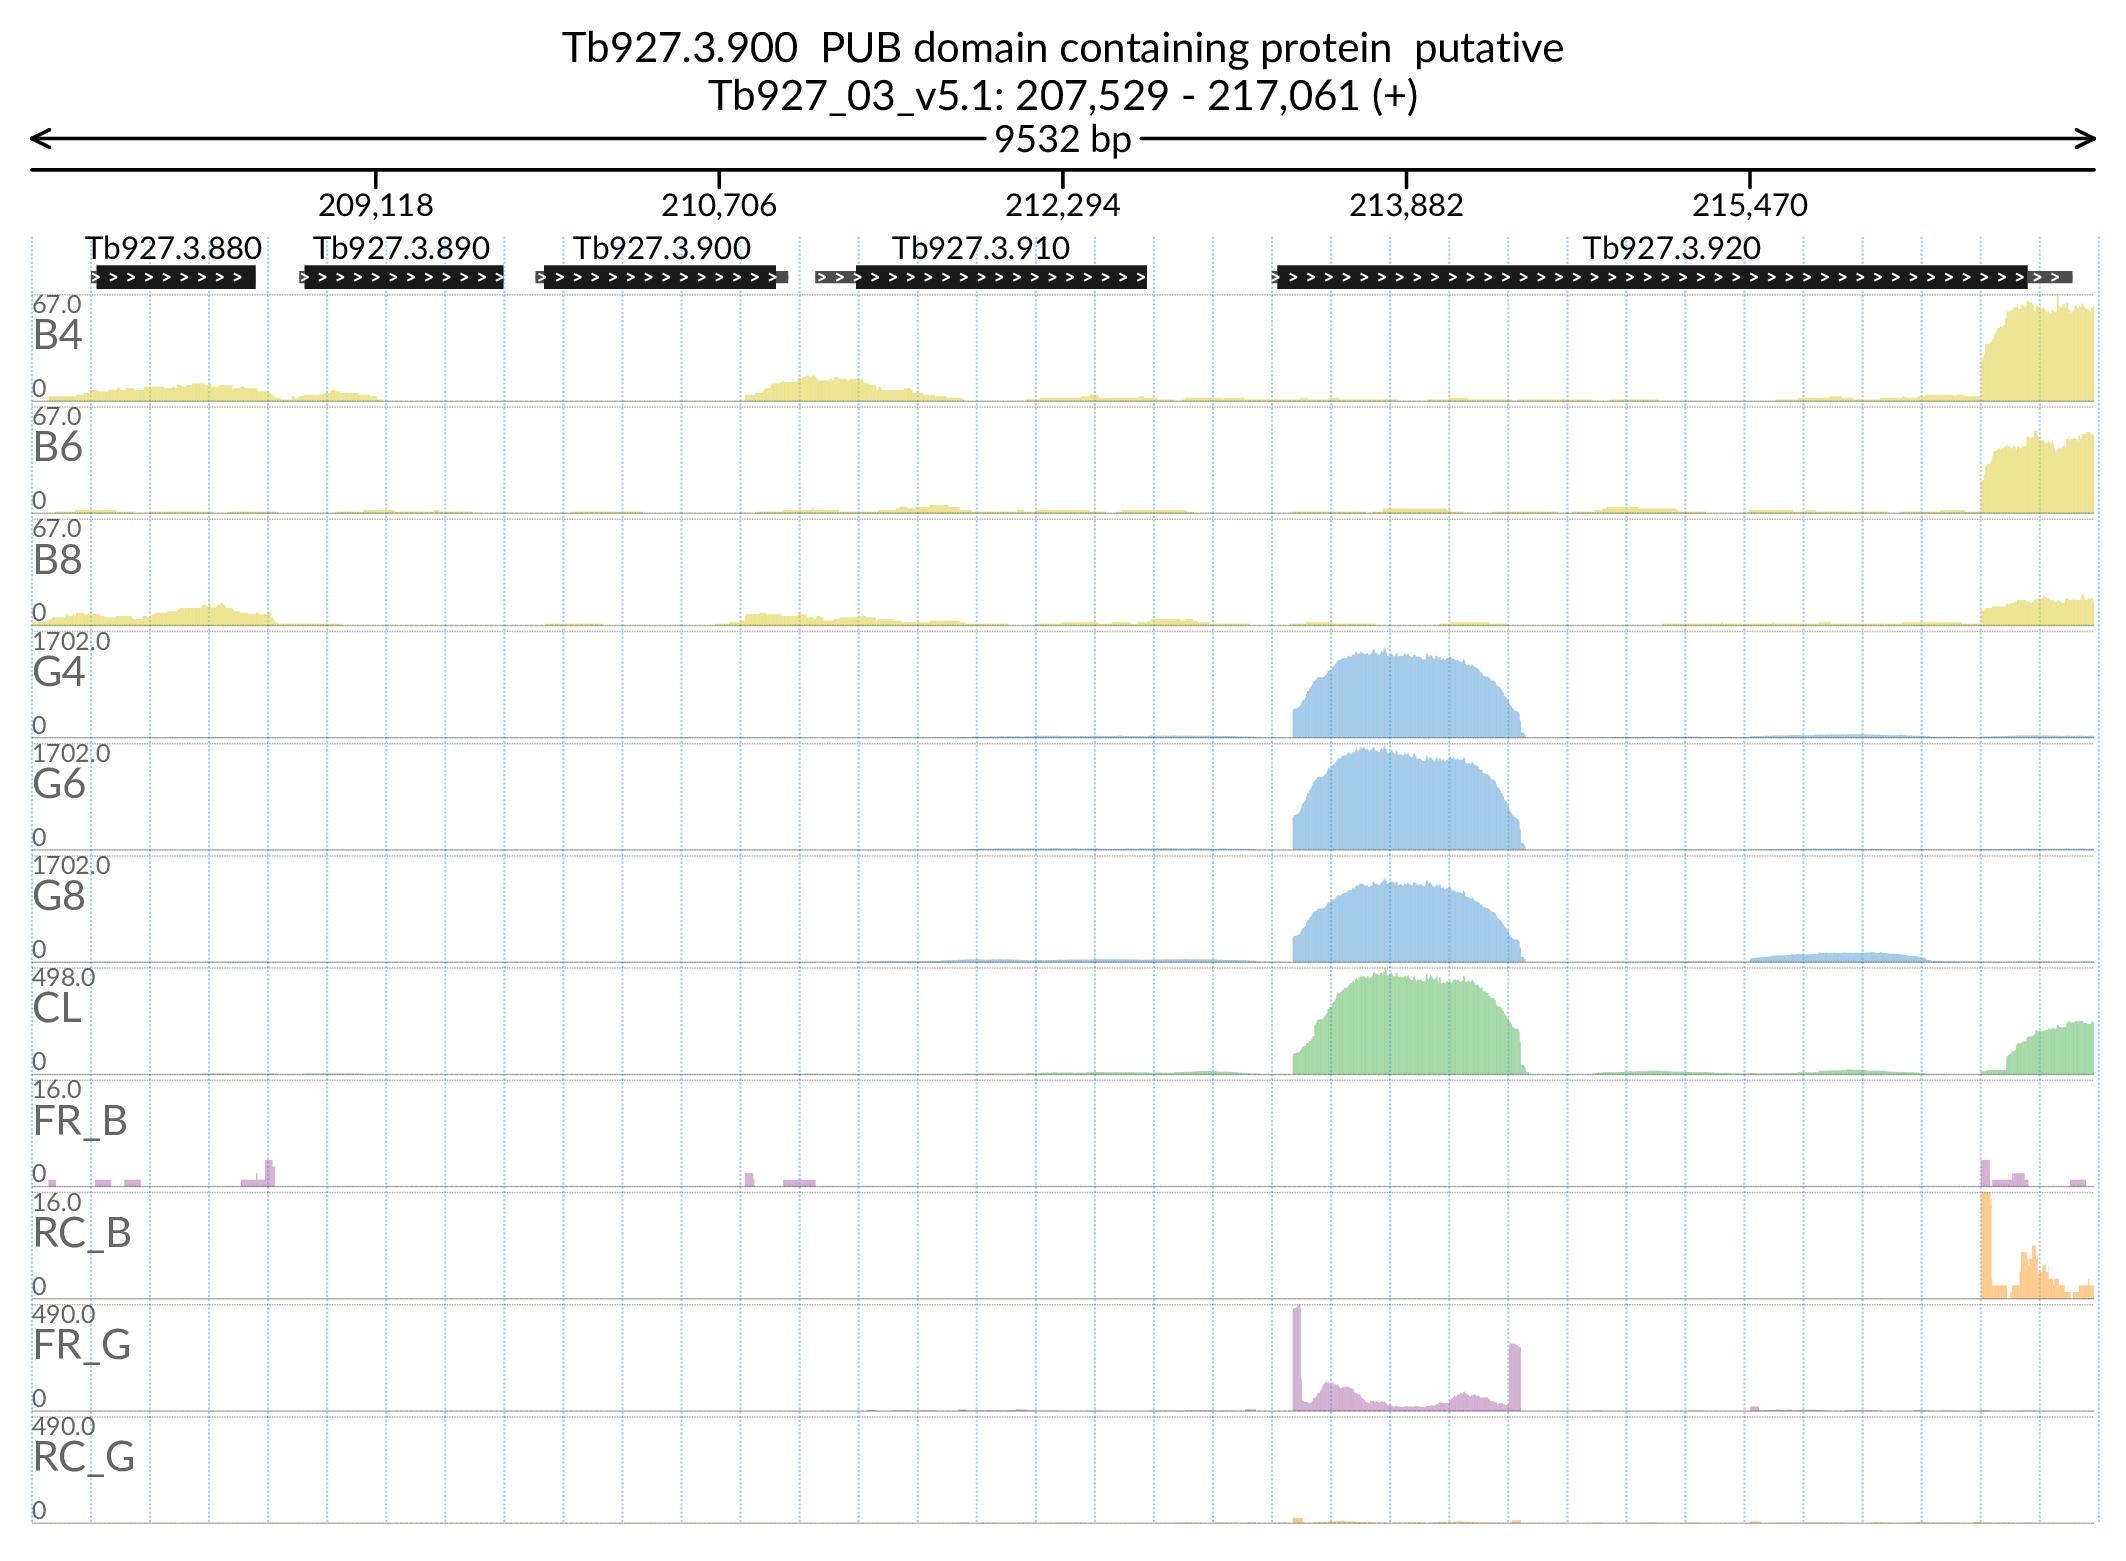 Tb927.3.900  PUB domain containing protein  putative
Tb927_03_v5.1: 207,529 - 217,061 (+)
9532 bp
209,118 210,706 212,294 213,882 215,470
Tb927.3.880 Tb927.3.890 Tb927.3.900 Tb927.3.910 Tb927.3.920
67.0
B4
0
67.0
B6
0
67.0
B8
0
1702.0
G4
0
1702.0
G6
0
1702.0
G8
0
498.0
CL
0
16.0
FR_B
0
16.0
RC_B
0
490.0
FR_G
0
490.0
RC_G
0